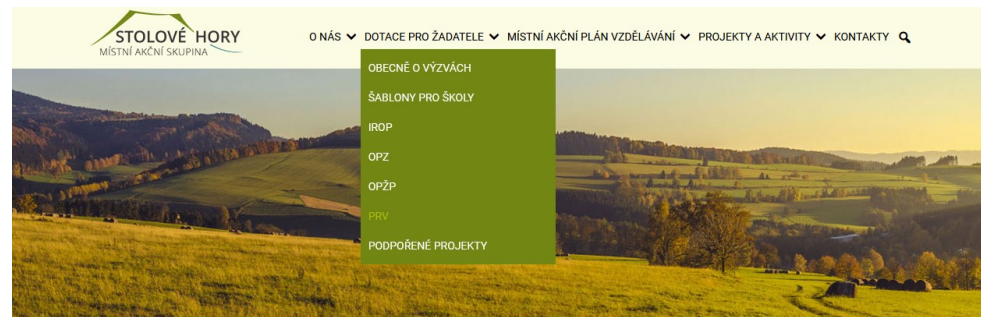 STOLOVÉ HORY
MÍSTNÍ AKČNÍ SKUPINA
O NÁS DOTACE PRO ŽADATELE MÍSTNÍ AKČNÍ PLÁN VZDĚLÁVÁNÍ PROJEKTY A AKTIVITY KONTAKTY
OBECNĚ O VÝZVÁCH
ŠABLONY PRO ŠKOLY
IROP
OPZ
OPŽP
PRV
PODPOŘENÉ PROJEKTY